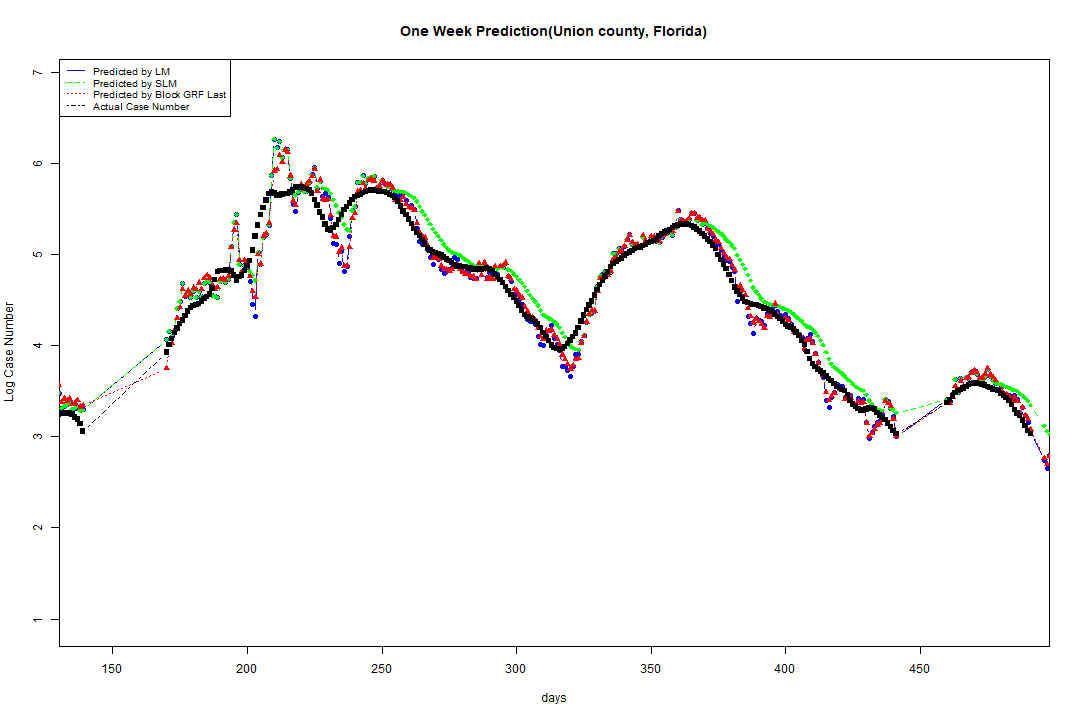 One Week Prediction(Union county, Florida)
Predicted by LM
Predicted by SLM
Predicted by Block GRF Last
Actual Case Number
Log Case Number
7
6
5
4
3
2
1
150 200 250 300 350 400 450
days